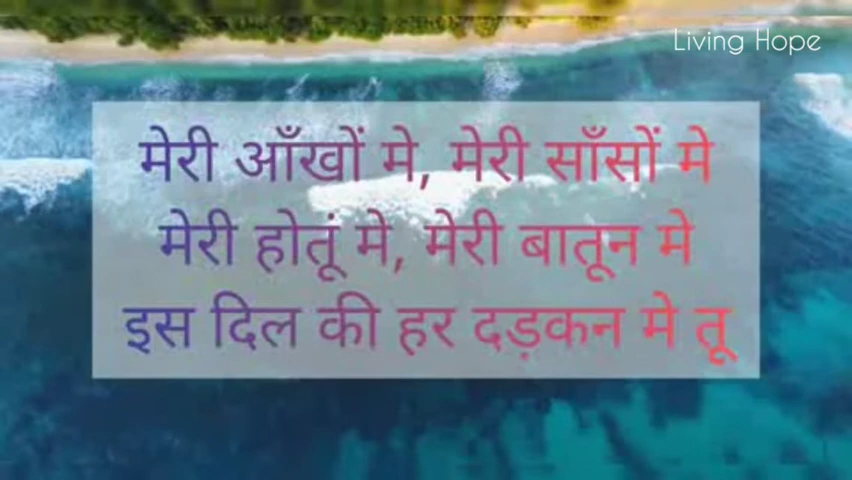 Living Hope
मेरी आँखों मे, मेरी साँसों मे
मेरी होतूं मे, मेरी बातून मे
इस दिल की हर दड़कन मे तू